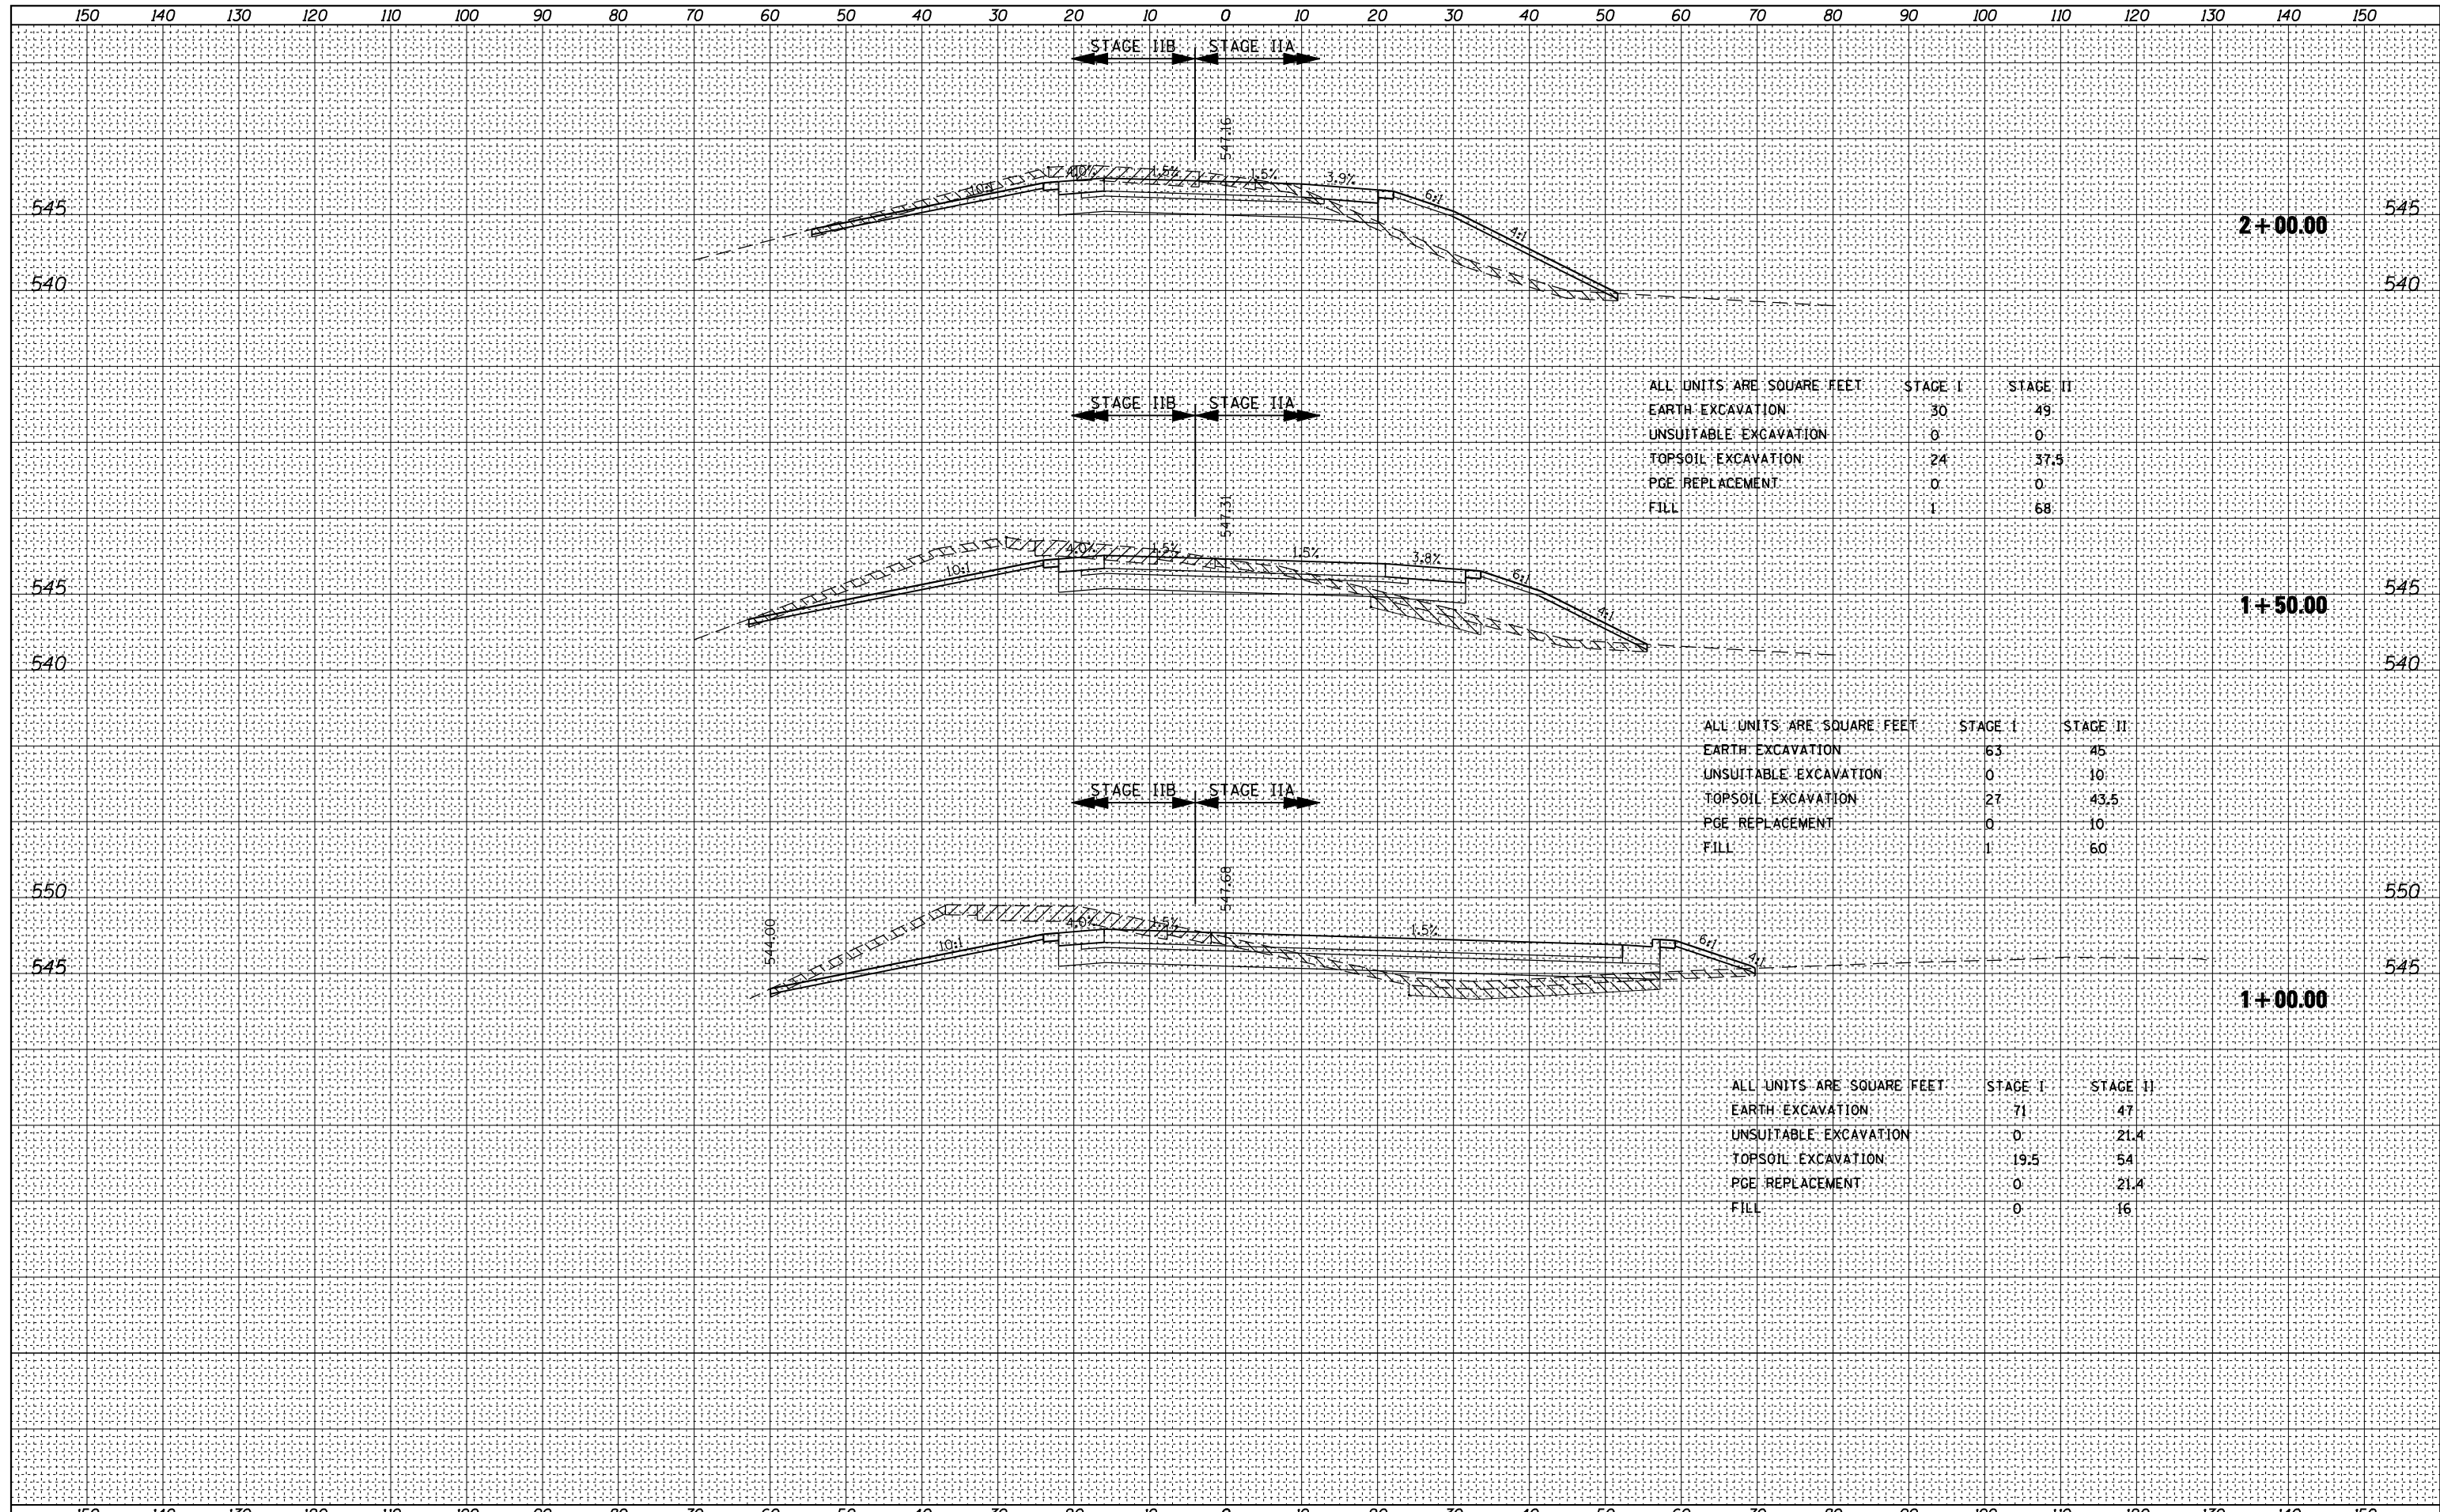 150 140 130 120 110 100 90 80 70 60 50 40 30 20 10 0 10 20 30 40 50 60 70 80 90 100 110 120 130 140 150
STAGE IIB STAGE IIA
547.16
10:1 4.0% 1.5% 1.5% 3.9% 6:1
4:1
545 545
2+00.00
540 540
ALL UNITS ARE SQUARE FEET STAGE I STAGE II
EARTH EXCAVATION 30 49
UNSUITABLE EXCAVATION 0 0
TOPSOIL EXCAVATION 24 37.5
PGE REPLACEMENT 0 0
FILL 1 68
STAGE IIB STAGE IIA
547.31
10:1 4.0% 1.5% 1.5% 3.8% 6:1
4:1
545 545
1+50.00
540 540
ALL UNITS ARE SQUARE FEET STAGE I STAGE II
EARTH EXCAVATION 63 45
UNSUITABLE EXCAVATION 0 10
TOPSOIL EXCAVATION 27 43.5
PGE REPLACEMENT 0 10
FILL 1 60
STAGE IIB STAGE IIA
547.68
550 550
544.00
10:1 4.0% 1.5% 1.5% 6:1
4:1
545 545
1+00.00
ALL UNITS ARE SQUARE FEET STAGE I STAGE II
EARTH EXCAVATION 71 47
UNSUITABLE EXCAVATION 0 21.4
TOPSOIL EXCAVATION 19.5 54
PGE REPLACEMENT 0 21.4
FILL 0 16